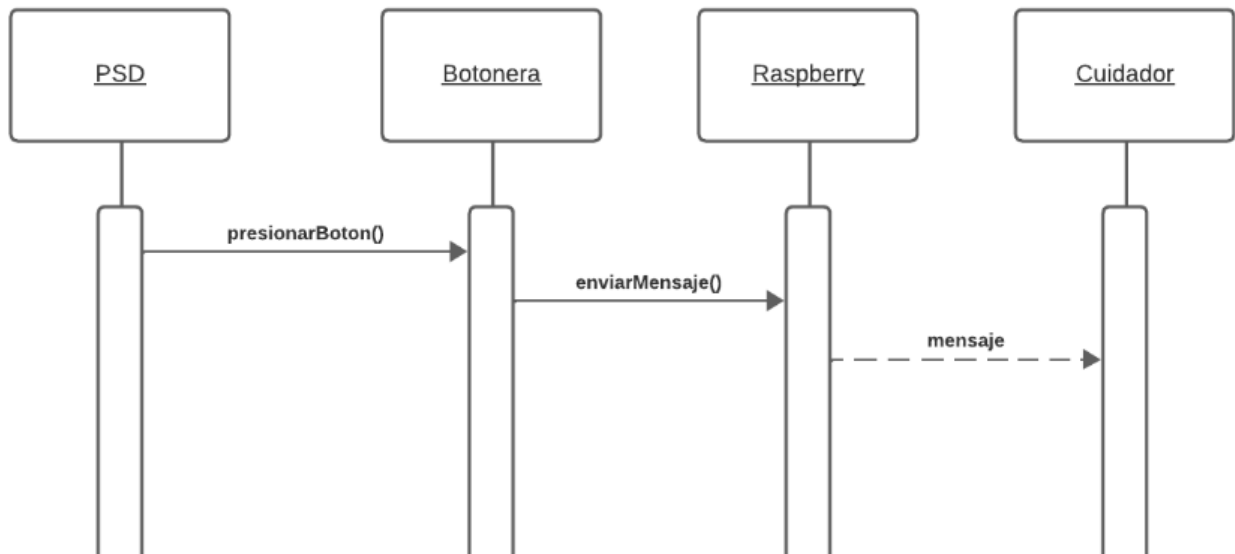 PSD
Botonera
Raspberry
Cuidador
presionarBoton()
enviarMensaje()
mensaje